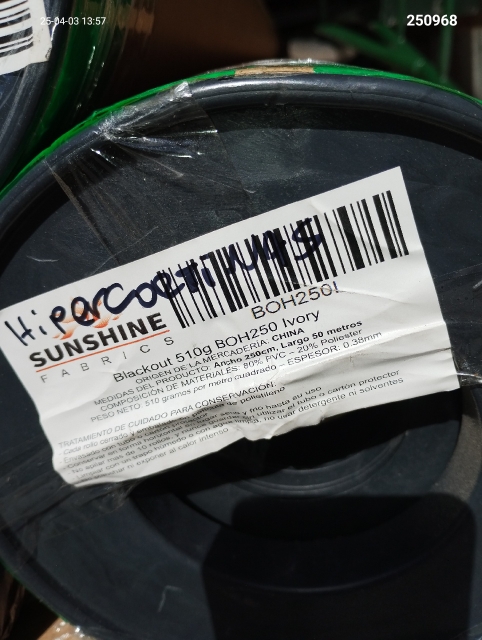 25-04-03 13:57
250968
Hipercortinas
SUNSHINE
FABRICS
BOH250I
Blackout 510g BOH250 Ivory
ORIGEN DE LA MERCADERIA: CHINA
MEDIDAS DEL PRODUCTO: Ancho 250cm, Largo 50 metros
COMPOSICIÓN DE MATERIALES: 80% PVC – 20% Poliester
PESO NETO: 510 gramos por metro cuadrado – ESPESOR: 0.38mm
TRATAMIENTO DE CUIDADO PARA CONSERVACIÓN: